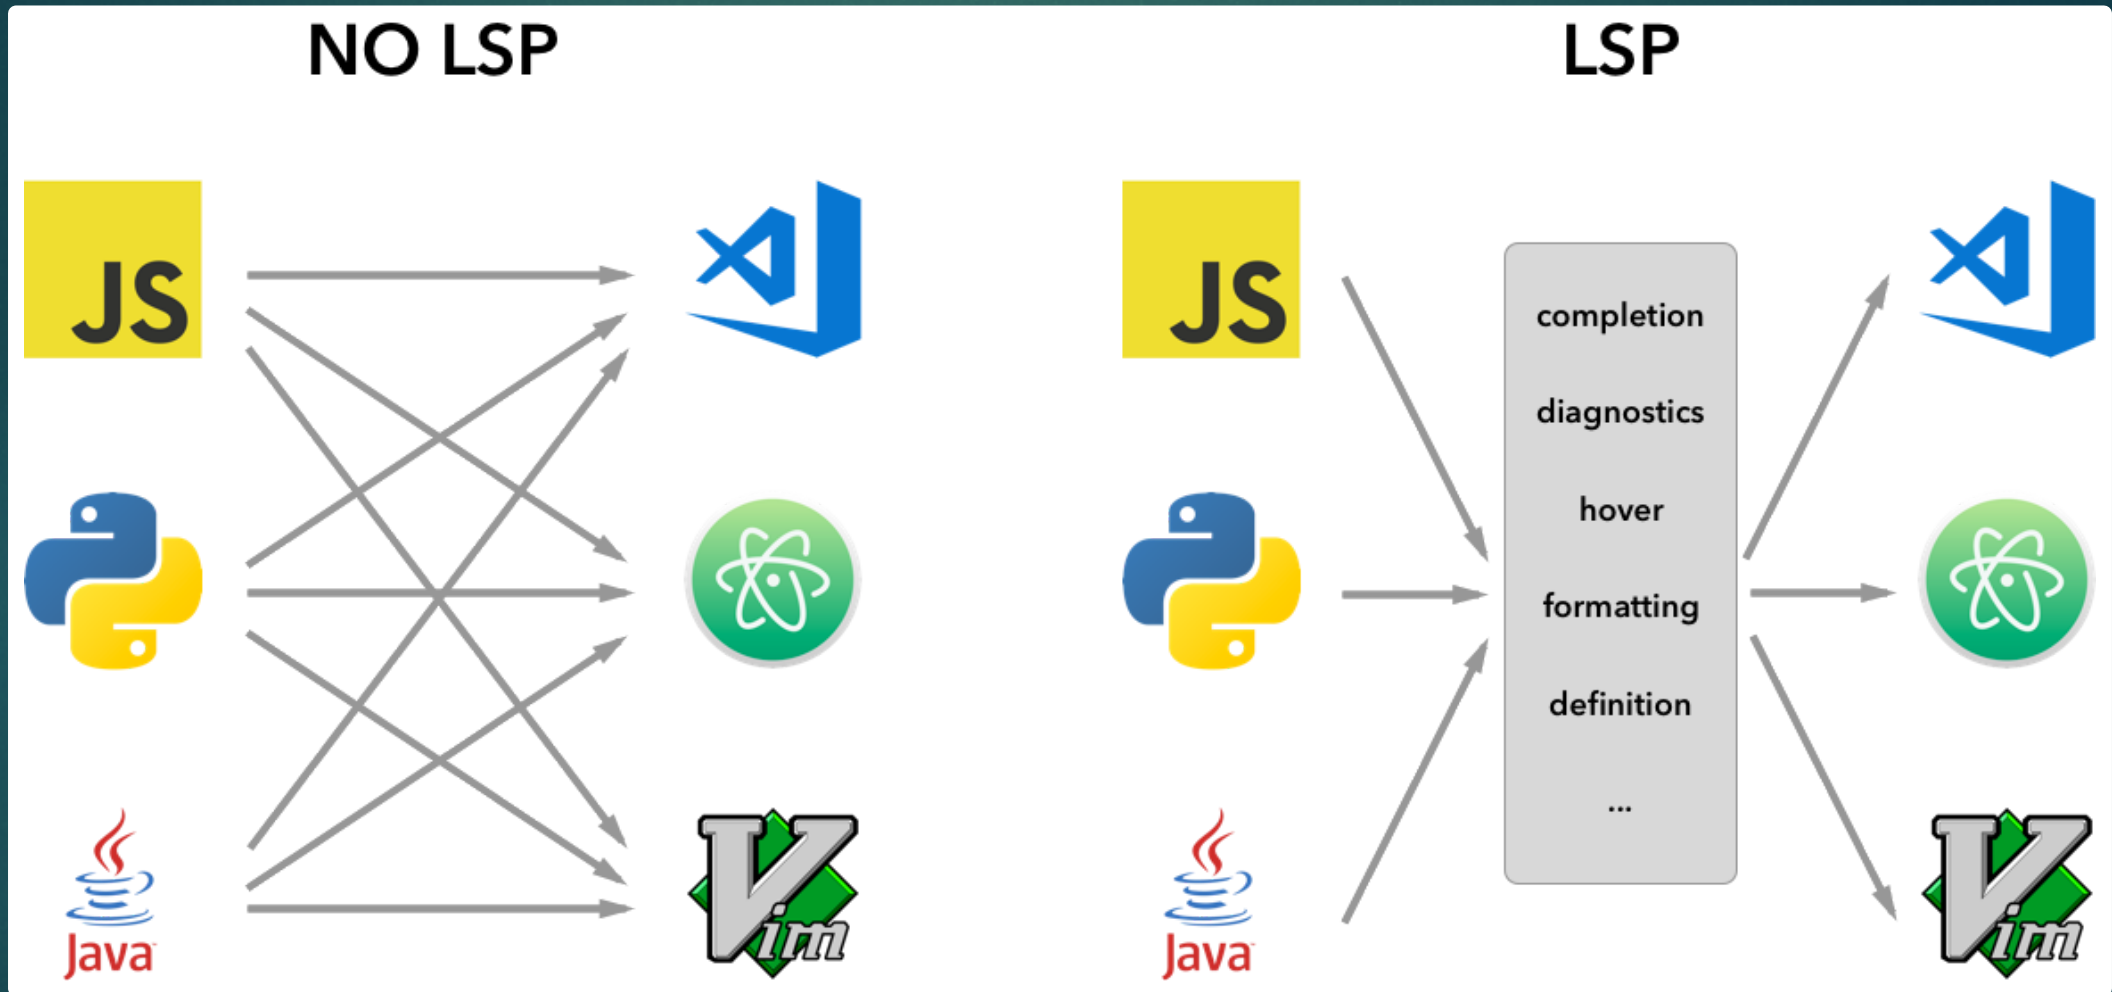 NO LSP
JS
Java
Vim
LSP
JS
Java
completion
diagnostics
hover
formatting
definition
...
Vim